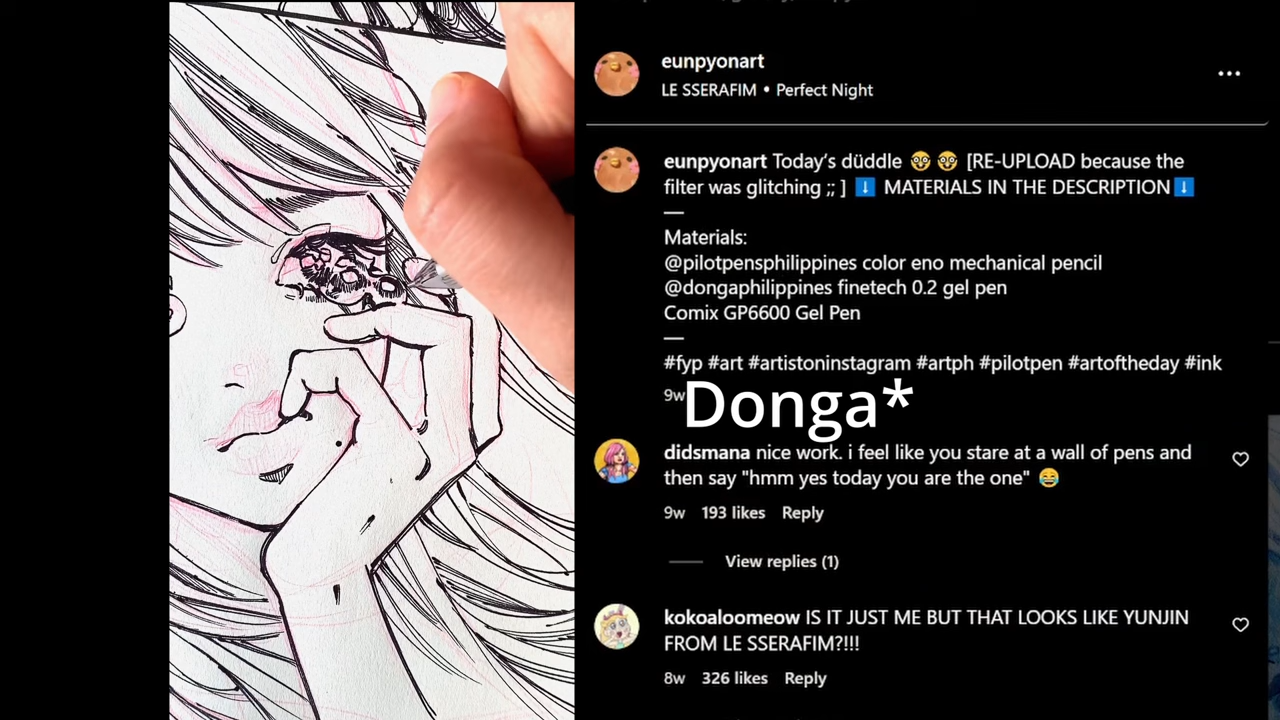 eunpyonart
LE SSERAFIM • Perfect Night
eunpyonart Today's düddle 🥸 🥸 [RE-UPLOAD because the
filter was glitching ;; ] ⬇️ MATERIALS IN THE DESCRIPTION⬇️
—
Materials:
@pilotpensphilippines color eno mechanical pencil
@dongaphilippines finetech 0.2 gel pen
Comix GP6600 Gel Pen
—
#fyp #art #artistoninstagram #artph #pilotpen #artoftheday #ink
9w
Donga*
didsmana nice work. i feel like you stare at a wall of pens and
then say "hmm yes today you are the one" 😂
9w 193 likes Reply
View replies (1)
kokoaloomeow IS IT JUST ME BUT THAT LOOKS LIKE YUNJIN
FROM LE SSERAFIM?!!!
8w 326 likes Reply